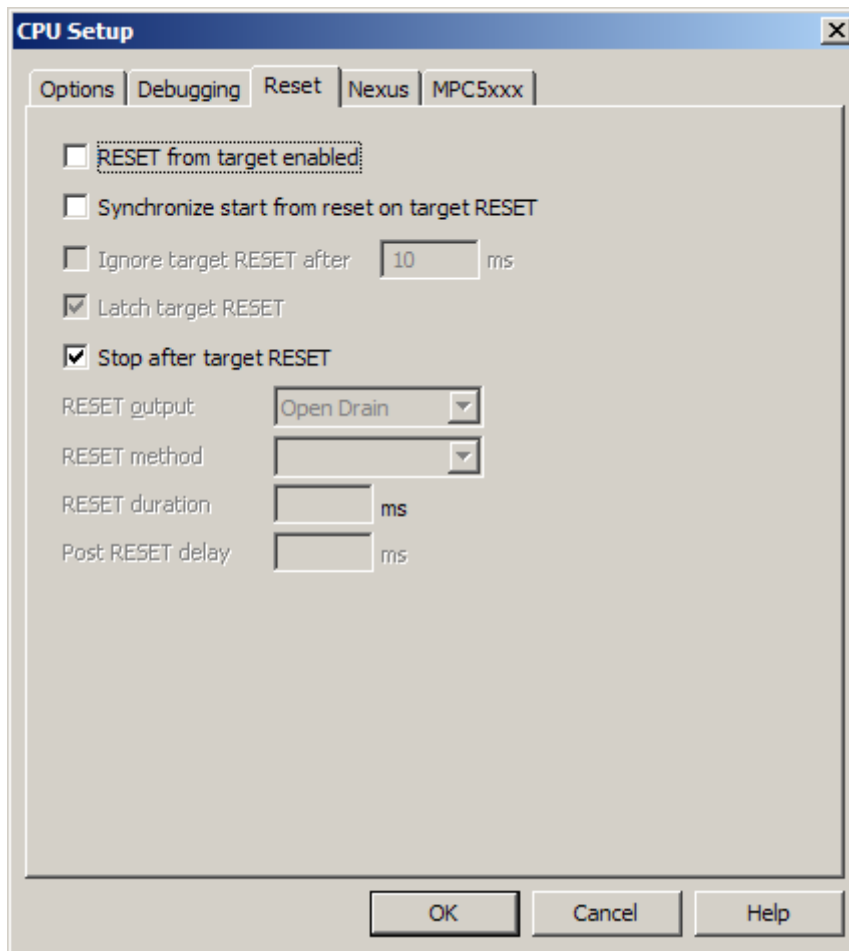 CPU Setup
Options Debugging Reset Nexus MPC5xxx
RESET from target enabled
Synchronize start from reset on target RESET
Ignore target RESET after 10 ms
Latch target RESET
Stop after target RESET
RESET output Open Drain
RESET method
RESET duration ms
Post RESET delay ms
OK Cancel Help